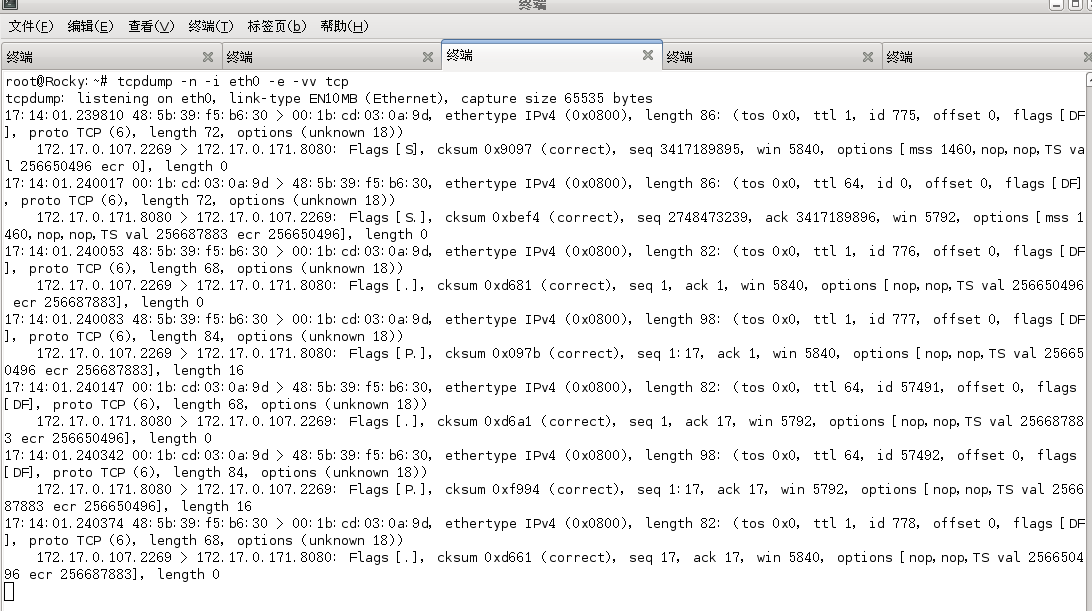 终端
文件(F) 编辑(E) 查看(V) 终端(T) 标签页(b) 帮助(H)
终端 终端 终端 终端 终端
root@Rocky:~# tcpdump -n -i eth0 -e -vv tcp
tcpdump: listening on eth0, link-type EN10MB (Ethernet), capture size 65535 bytes
17:14:01.239810 48:5b:39:f5:b6:30 > 00:1b:cd:03:0a:9d, ethertype IPv4 (0x0800), length 86: (tos 0x0, ttl 1, id 775, offset 0, flags [DF
], proto TCP (6), length 72, options (unknown 18))
    172.17.0.107.2269 > 172.17.0.171.8080: Flags [S], cksum 0x9097 (correct), seq 3417189895, win 5840, options [mss 1460,nop,nop,TS va
l 256650496 ecr 0], length 0
17:14:01.240017 00:1b:cd:03:0a:9d > 48:5b:39:f5:b6:30, ethertype IPv4 (0x0800), length 86: (tos 0x0, ttl 64, id 0, offset 0, flags [DF]
, proto TCP (6), length 72, options (unknown 18))
    172.17.0.171.8080 > 172.17.0.107.2269: Flags [S.], cksum 0xbef4 (correct), seq 2748473239, ack 3417189896, win 5792, options [mss 1
460,nop,nop,TS val 256687883 ecr 256650496], length 0
17:14:01.240053 48:5b:39:f5:b6:30 > 00:1b:cd:03:0a:9d, ethertype IPv4 (0x0800), length 82: (tos 0x0, ttl 1, id 776, offset 0, flags [DF
], proto TCP (6), length 68, options (unknown 18))
    172.17.0.107.2269 > 172.17.0.171.8080: Flags [.], cksum 0xd681 (correct), seq 1, ack 1, win 5840, options [nop,nop,TS val 256650496
 ecr 256687883], length 0
17:14:01.240083 48:5b:39:f5:b6:30 > 00:1b:cd:03:0a:9d, ethertype IPv4 (0x0800), length 98: (tos 0x0, ttl 1, id 777, offset 0, flags [DF
], proto TCP (6), length 84, options (unknown 18))
    172.17.0.107.2269 > 172.17.0.171.8080: Flags [P.], cksum 0x097b (correct), seq 1:17, ack 1, win 5840, options [nop,nop,TS val 25665
0496 ecr 256687883], length 16
17:14:01.240147 00:1b:cd:03:0a:9d > 48:5b:39:f5:b6:30, ethertype IPv4 (0x0800), length 82: (tos 0x0, ttl 64, id 57491, offset 0, flags
[DF], proto TCP (6), length 68, options (unknown 18))
    172.17.0.171.8080 > 172.17.0.107.2269: Flags [.], cksum 0xd6a1 (correct), seq 1, ack 17, win 5792, options [nop,nop,TS val 25668788
3 ecr 256650496], length 0
17:14:01.240342 00:1b:cd:03:0a:9d > 48:5b:39:f5:b6:30, ethertype IPv4 (0x0800), length 98: (tos 0x0, ttl 64, id 57492, offset 0, flags
[DF], proto TCP (6), length 84, options (unknown 18))
    172.17.0.171.8080 > 172.17.0.107.2269: Flags [P.], cksum 0xf994 (correct), seq 1:17, ack 17, win 5792, options [nop,nop,TS val 2566
87883 ecr 256650496], length 16
17:14:01.240374 48:5b:39:f5:b6:30 > 00:1b:cd:03:0a:9d, ethertype IPv4 (0x0800), length 82: (tos 0x0, ttl 1, id 778, offset 0, flags [DF
], proto TCP (6), length 68, options (unknown 18))
    172.17.0.107.2269 > 172.17.0.171.8080: Flags [.], cksum 0xd661 (correct), seq 17, ack 17, win 5840, options [nop,nop,TS val 2566504
96 ecr 256687883], length 0